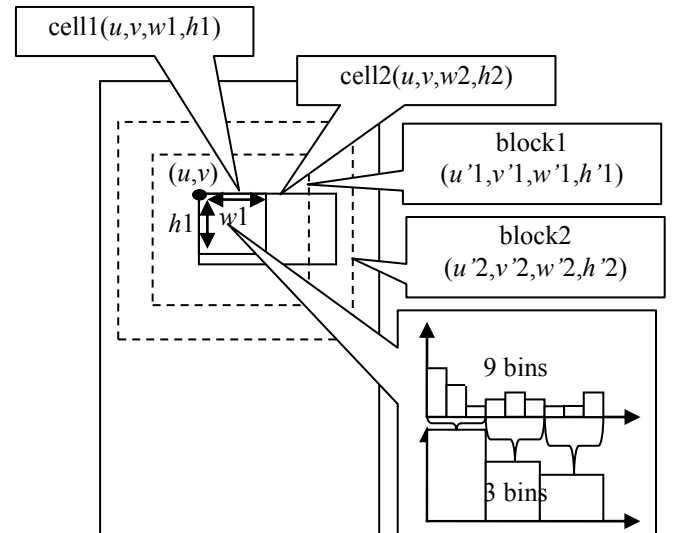 cell1(u,v,w1,h1)
cell2(u,v,w2,h2)
block1
(u’1,v’1,w’1,h’1)
(u,v)
h1
w1
block2
(u’2,v’2,w’2,h’2)
9 bins
3 bins